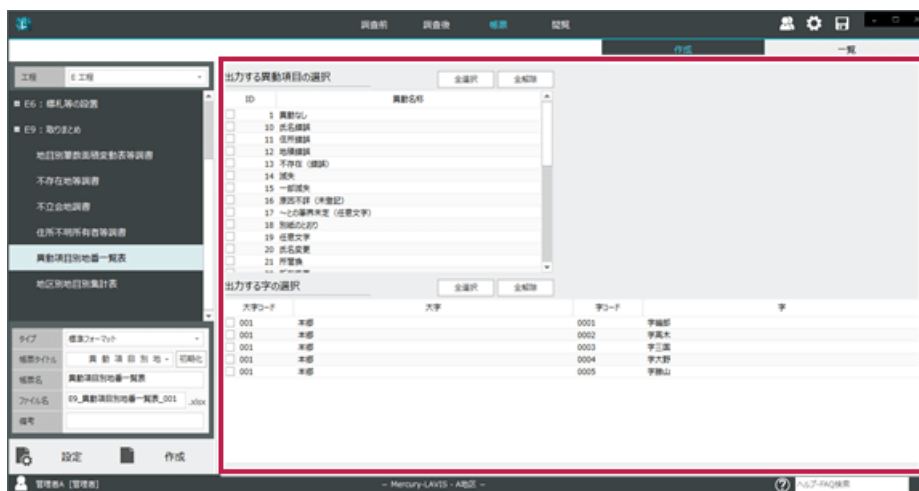 調査前 調査後 帳票 閲覧
作成 一覧
工程 E 工程
E6：標札等の設置
E9：取りまとめ
地目別筆数面積変動表等調書
不存在地等調書
不立会地調書
住所不明所有者等調書
異動項目別地番一覧表
地区別地目別集計表
タイプ 標準フォーマット
帳票タイトル 異 動 項 目 別 地 初期化
帳票名 異動項目別地番一覧表
ファイル名 E9_異動項目別地番一覧表_001 .xlsx
備考
設定 作成
出力する異動項目の選択 全選択 全解除
ID 異動名称
1 異動なし
10 氏名錯誤
11 住所錯誤
12 地積錯誤
13 不存在（錯誤）
14 滅失
15 一部滅失
16 原因不詳（未登記）
17 ～との筆界未定（任意文字）
18 別紙のとおり
19 任意文字
20 氏名変更
21 所管換
出力する字の選択 全選択 全解除
大字コード 大字 字コード 字
001 本郷 0001 字輪郎
001 本郷 0002 字高木
001 本郷 0003 字三国
001 本郷 0004 字大野
001 本郷 0005 字勝山
管理者A [管理者] － Mercury-LAVIS - A地区 － ヘルプ-FAQ検索